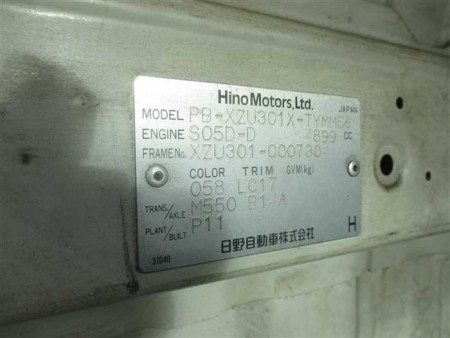 Hino Motors, Ltd. JAPAN
MODEL PB-XZU301X-TYMMS
ENGINE S05D-D 4899 CC
FRAME No. XZU301-000730
COLOR TRIM GVM(kg)
058 LC17
TRANS./AXLE M550 B1-A
PLANT/BUILT P11 H
日野自動車株式会社
37040